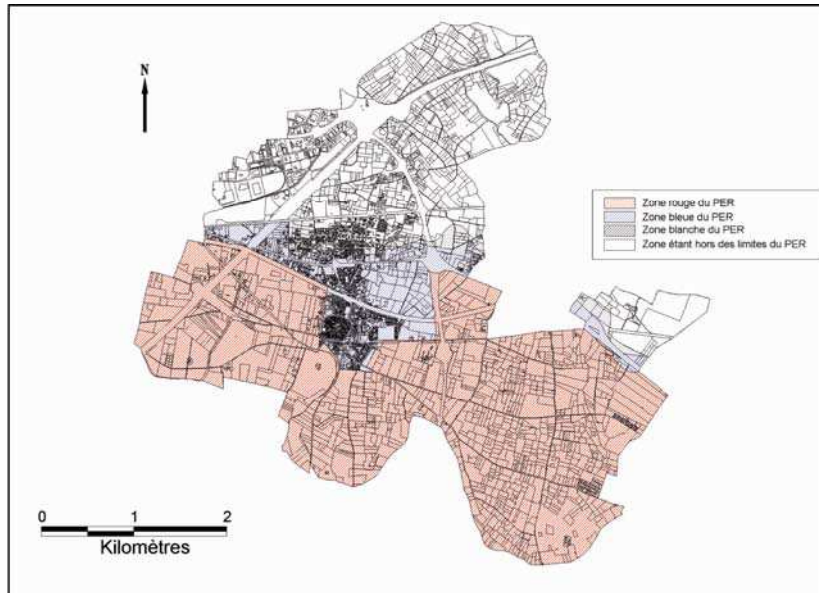 N
Zone rouge du PER
Zone bleue du PER
Zone blanche du PER
Zone étant hors des limites du PER
0 1 2
Kilomètres